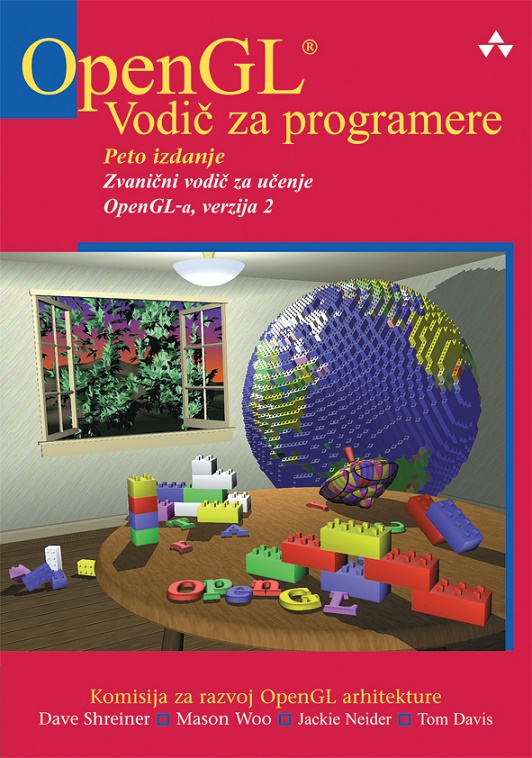 OpenGL®
Vodič za programere
Peto izdanje
Zvanični vodič za učenje
OpenGL-a, verzija 2
OPENGL
Komisija za razvoj OpenGL arhitekture
Dave Shreiner Mason Woo Jackie Neider Tom Davis